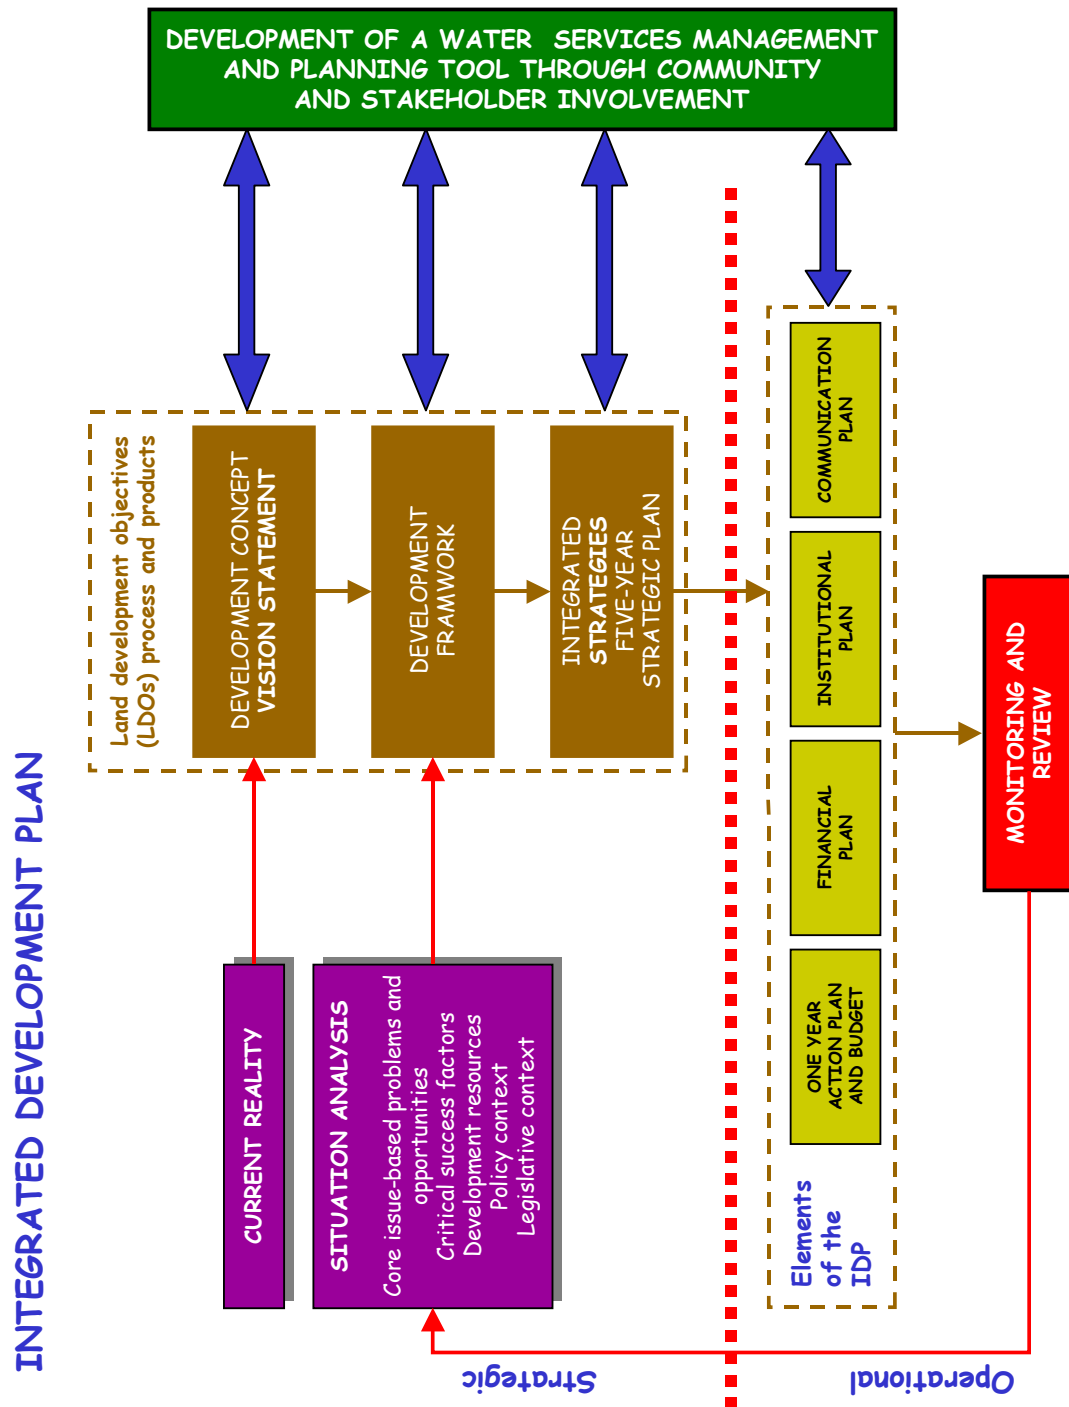 INTEGRATED DEVELOPMENT PLAN
CURRENT REALITY
SITUATION ANALYSIS
Core issue-based problems and
opportunities
Critical success factors
Development resources
Policy context
Legislative context
Land development objectives
(LDOs) process and products
DEVELOPMENT CONCEPT
VISION STATEMENT
DEVELOPMENT
FRAMWORK
INTEGRATED
STRATEGIES
FIVE-YEAR
STRATEGIC PLAN
DEVELOPMENT OF A WATER SERVICES MANAGEMENT
AND PLANNING TOOL THROUGH COMMUNITY
AND STAKEHOLDER INVOLVEMENT
Strategic
Operational
Elements
of the
IDP
ONE YEAR
ACTION PLAN
AND BUDGET
FINANCIAL
PLAN
INSTITUTIONAL
PLAN
COMMUNICATION
PLAN
MONITORING AND
REVIEW